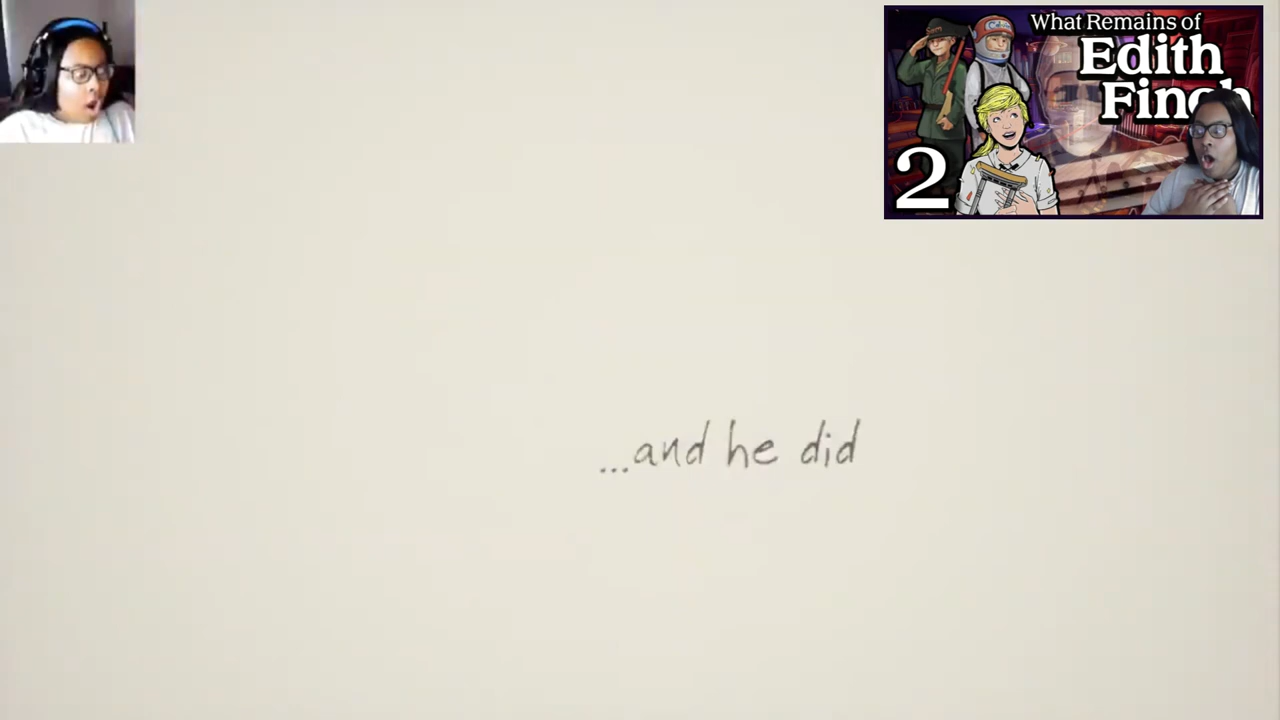 What Remains of
Edith
Finch
2
...and he did